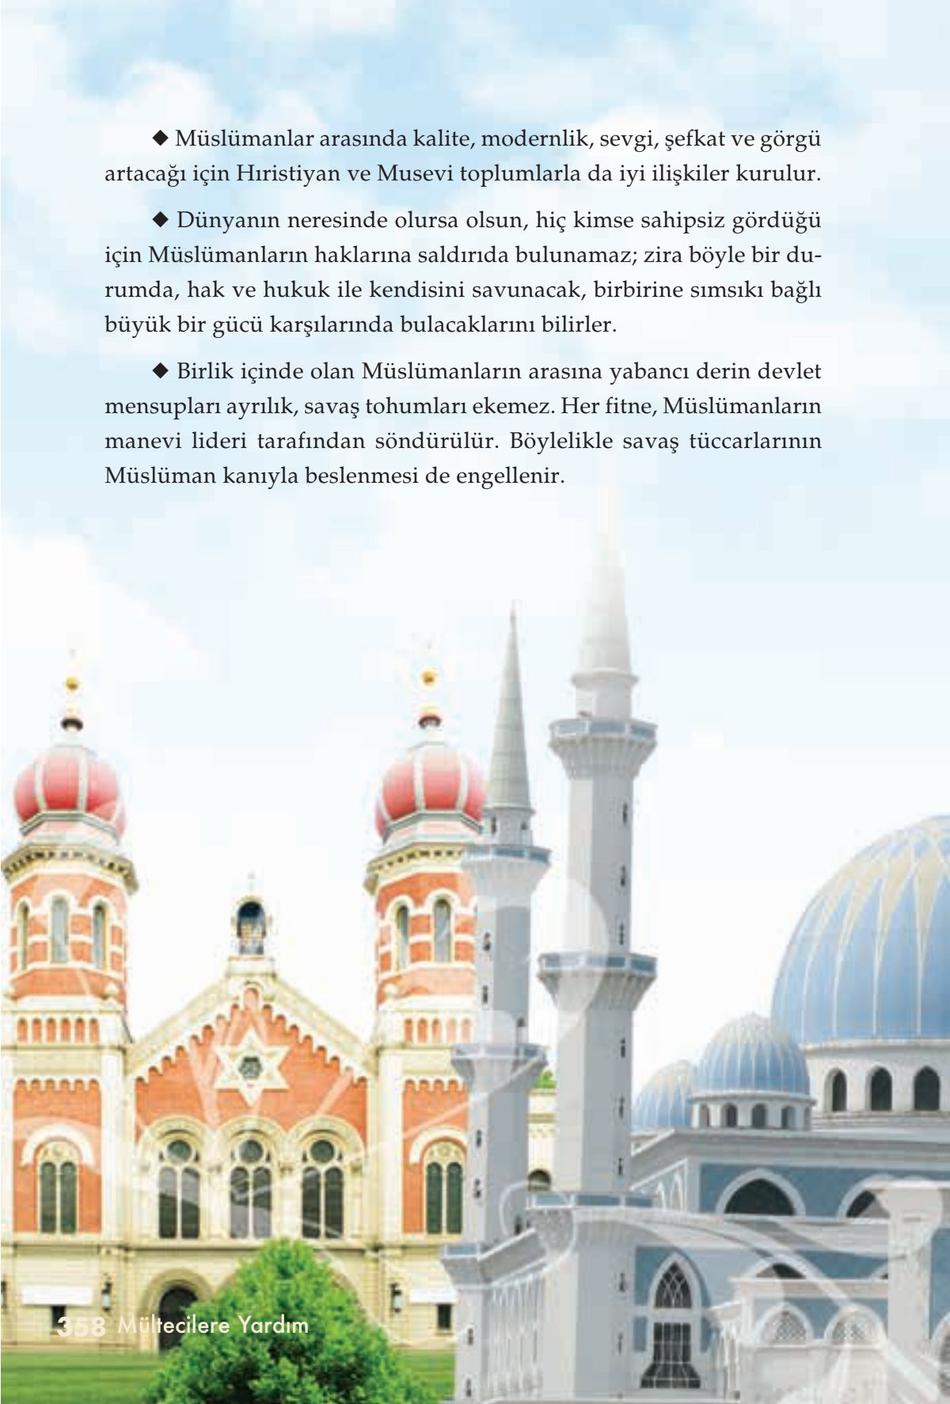 ◆ Müslümanlar arasında kalite, modernlik, sevgi, şefkat ve görgü
artacağı için Hıristiyan ve Musevi toplumlarla da iyi ilişkiler kurulur.
◆ Dünyanın neresinde olursa olsun, hiç kimse sahipsiz gördüğü
için Müslümanların haklarına saldırıda bulunamaz; zira böyle bir du-
rumda, hak ve hukuk ile kendisini savunacak, birbirine sımsıkı bağlı
büyük bir gücü karşılarında bulacaklarını bilirler.
◆ Birlik içinde olan Müslümanların arasına yabancı derin devlet
mensupları ayrılık, savaş tohumları ekemez. Her fitne, Müslümanların
manevi lideri tarafından söndürülür. Böylelikle savaş tüccarlarının
Müslüman kanıyla beslenmesi de engellenir.
358 Mültecilere Yardım